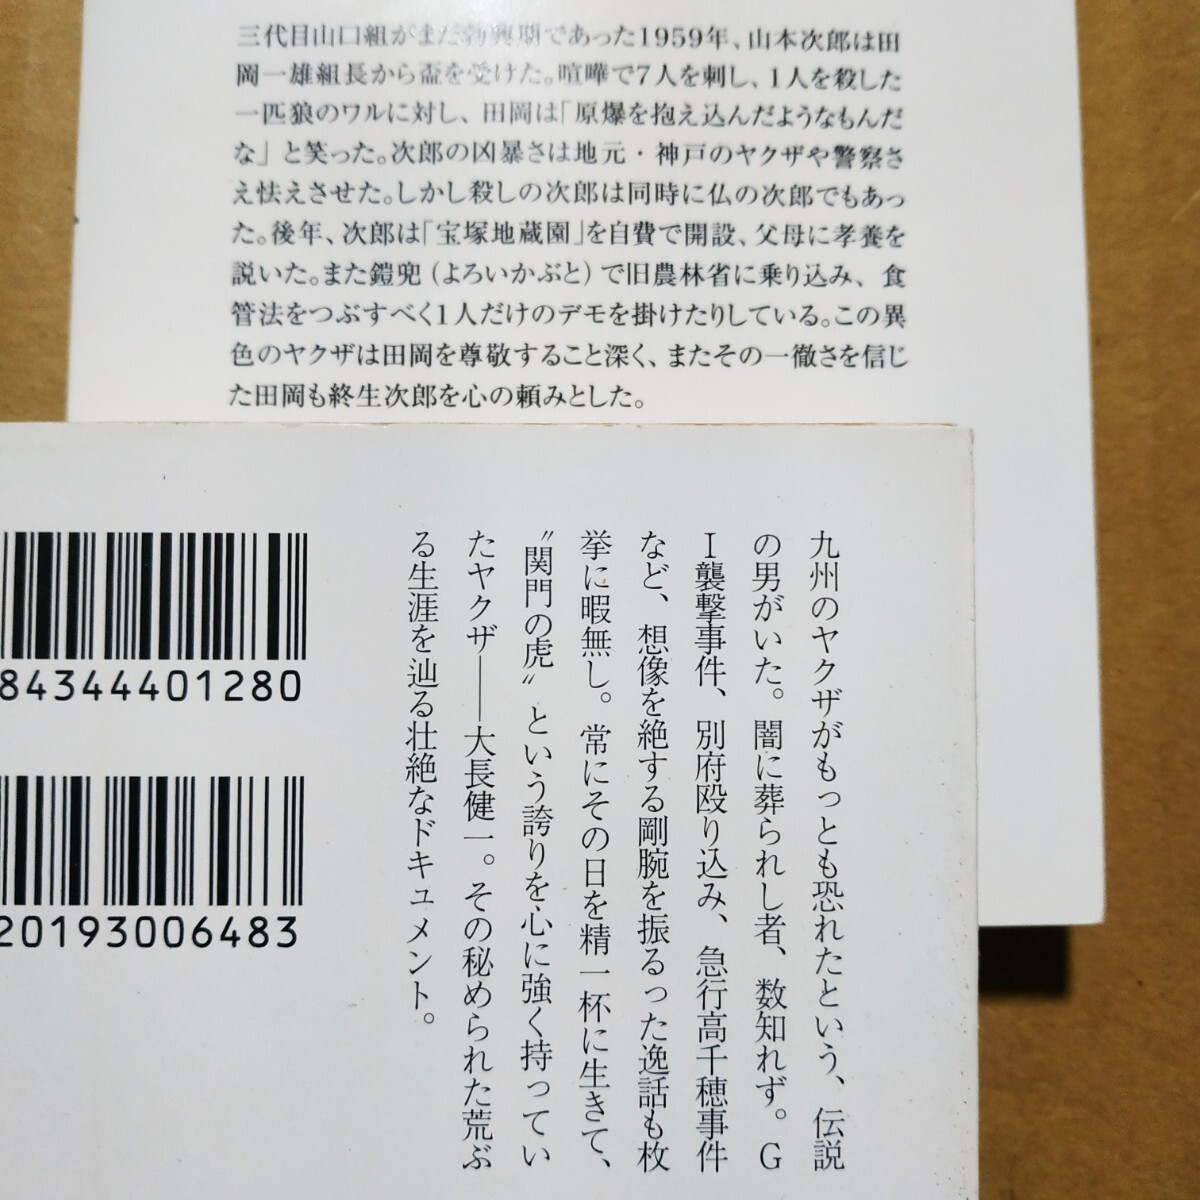 三代目山口組がまだ勃興期であった1959年、山本次郎は田
岡一雄組長から盃を受けた。喧嘩で7人を刺し、1人を殺した
一匹狼のワルに対し、田岡は「原爆を抱え込んだようなもんだ
な」と笑った。次郎の凶暴さは地元・神戸のヤクザや警察さ
え怯えさせた。しかし殺しの次郎は同時に仏の次郎でもあっ
た。後年、次郎は「宝塚地蔵園」を自費で開設、父母に孝養を
説いた。また鎧兜(よろいかぶと)で旧農林省に乗り込み、食
管法をつぶすべく1人だけのデモを掛けたりしている。この異
色のヤクザは田岡を尊敬すること深く、またその一徹さを信じ
た田岡も終生次郎を心の頼みとした。
九州のヤクザがもっとも恐れたという、伝説
の男がいた。闇に葬られし者、数知れず。G
I襲撃事件、別府殴り込み、急行高千穂事件
など、想像を絶する剛腕を振るった逸話も枚
挙に暇無し。常にその日を精一杯に生きて、
〝関門の虎〟という誇りを心に強く持ってい
たヤクザ――大長健一。その秘められた荒ぶ
る生涯を辿る壮絶なドキュメント。
84344401280
20193006483